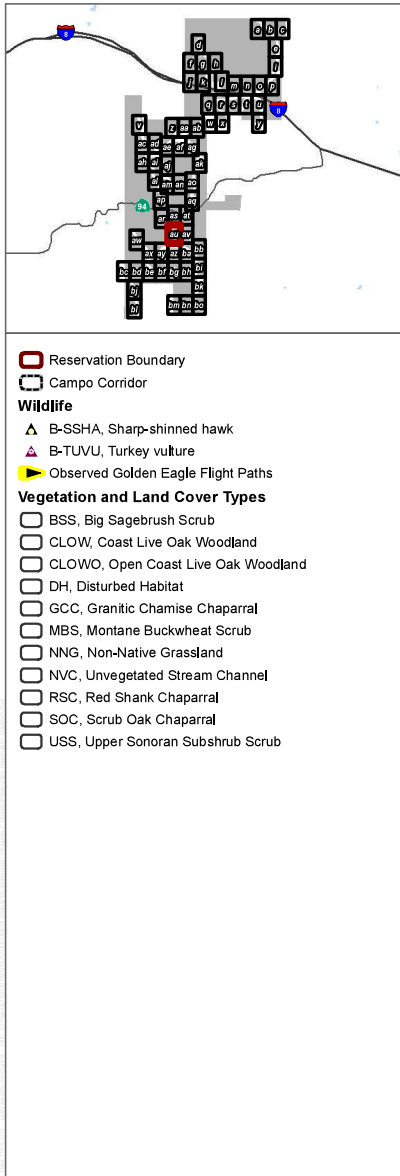 8
a b c
d
e
f g h
i
j k l m n o p
q r s t u
8
v
w x
y
z aa ab
ac ad ae af ag
ah ai aj ak
al am an ao
ap aq
94
ar as at
au av
aw
ax ay az ba bb
bc bd be bf bg bh bi
bj
bk
bl
bm bn bo
Reservation Boundary
Campo Corridor
Wildlife
B-SSHA, Sharp-shinned hawk
B-TUVU, Turkey vulture
Observed Golden Eagle Flight Paths
Vegetation and Land Cover Types
BSS, Big Sagebrush Scrub
CLOW, Coast Live Oak Woodland
CLOWO, Open Coast Live Oak Woodland
DH, Disturbed Habitat
GCC, Granitic Chamise Chaparral
MBS, Montane Buckwheat Scrub
NNG, Non-Native Grassland
NVC, Unvegetated Stream Channel
RSC, Red Shank Chaparral
SOC, Scrub Oak Chaparral
USS, Upper Sonoran Subshrub Scrub